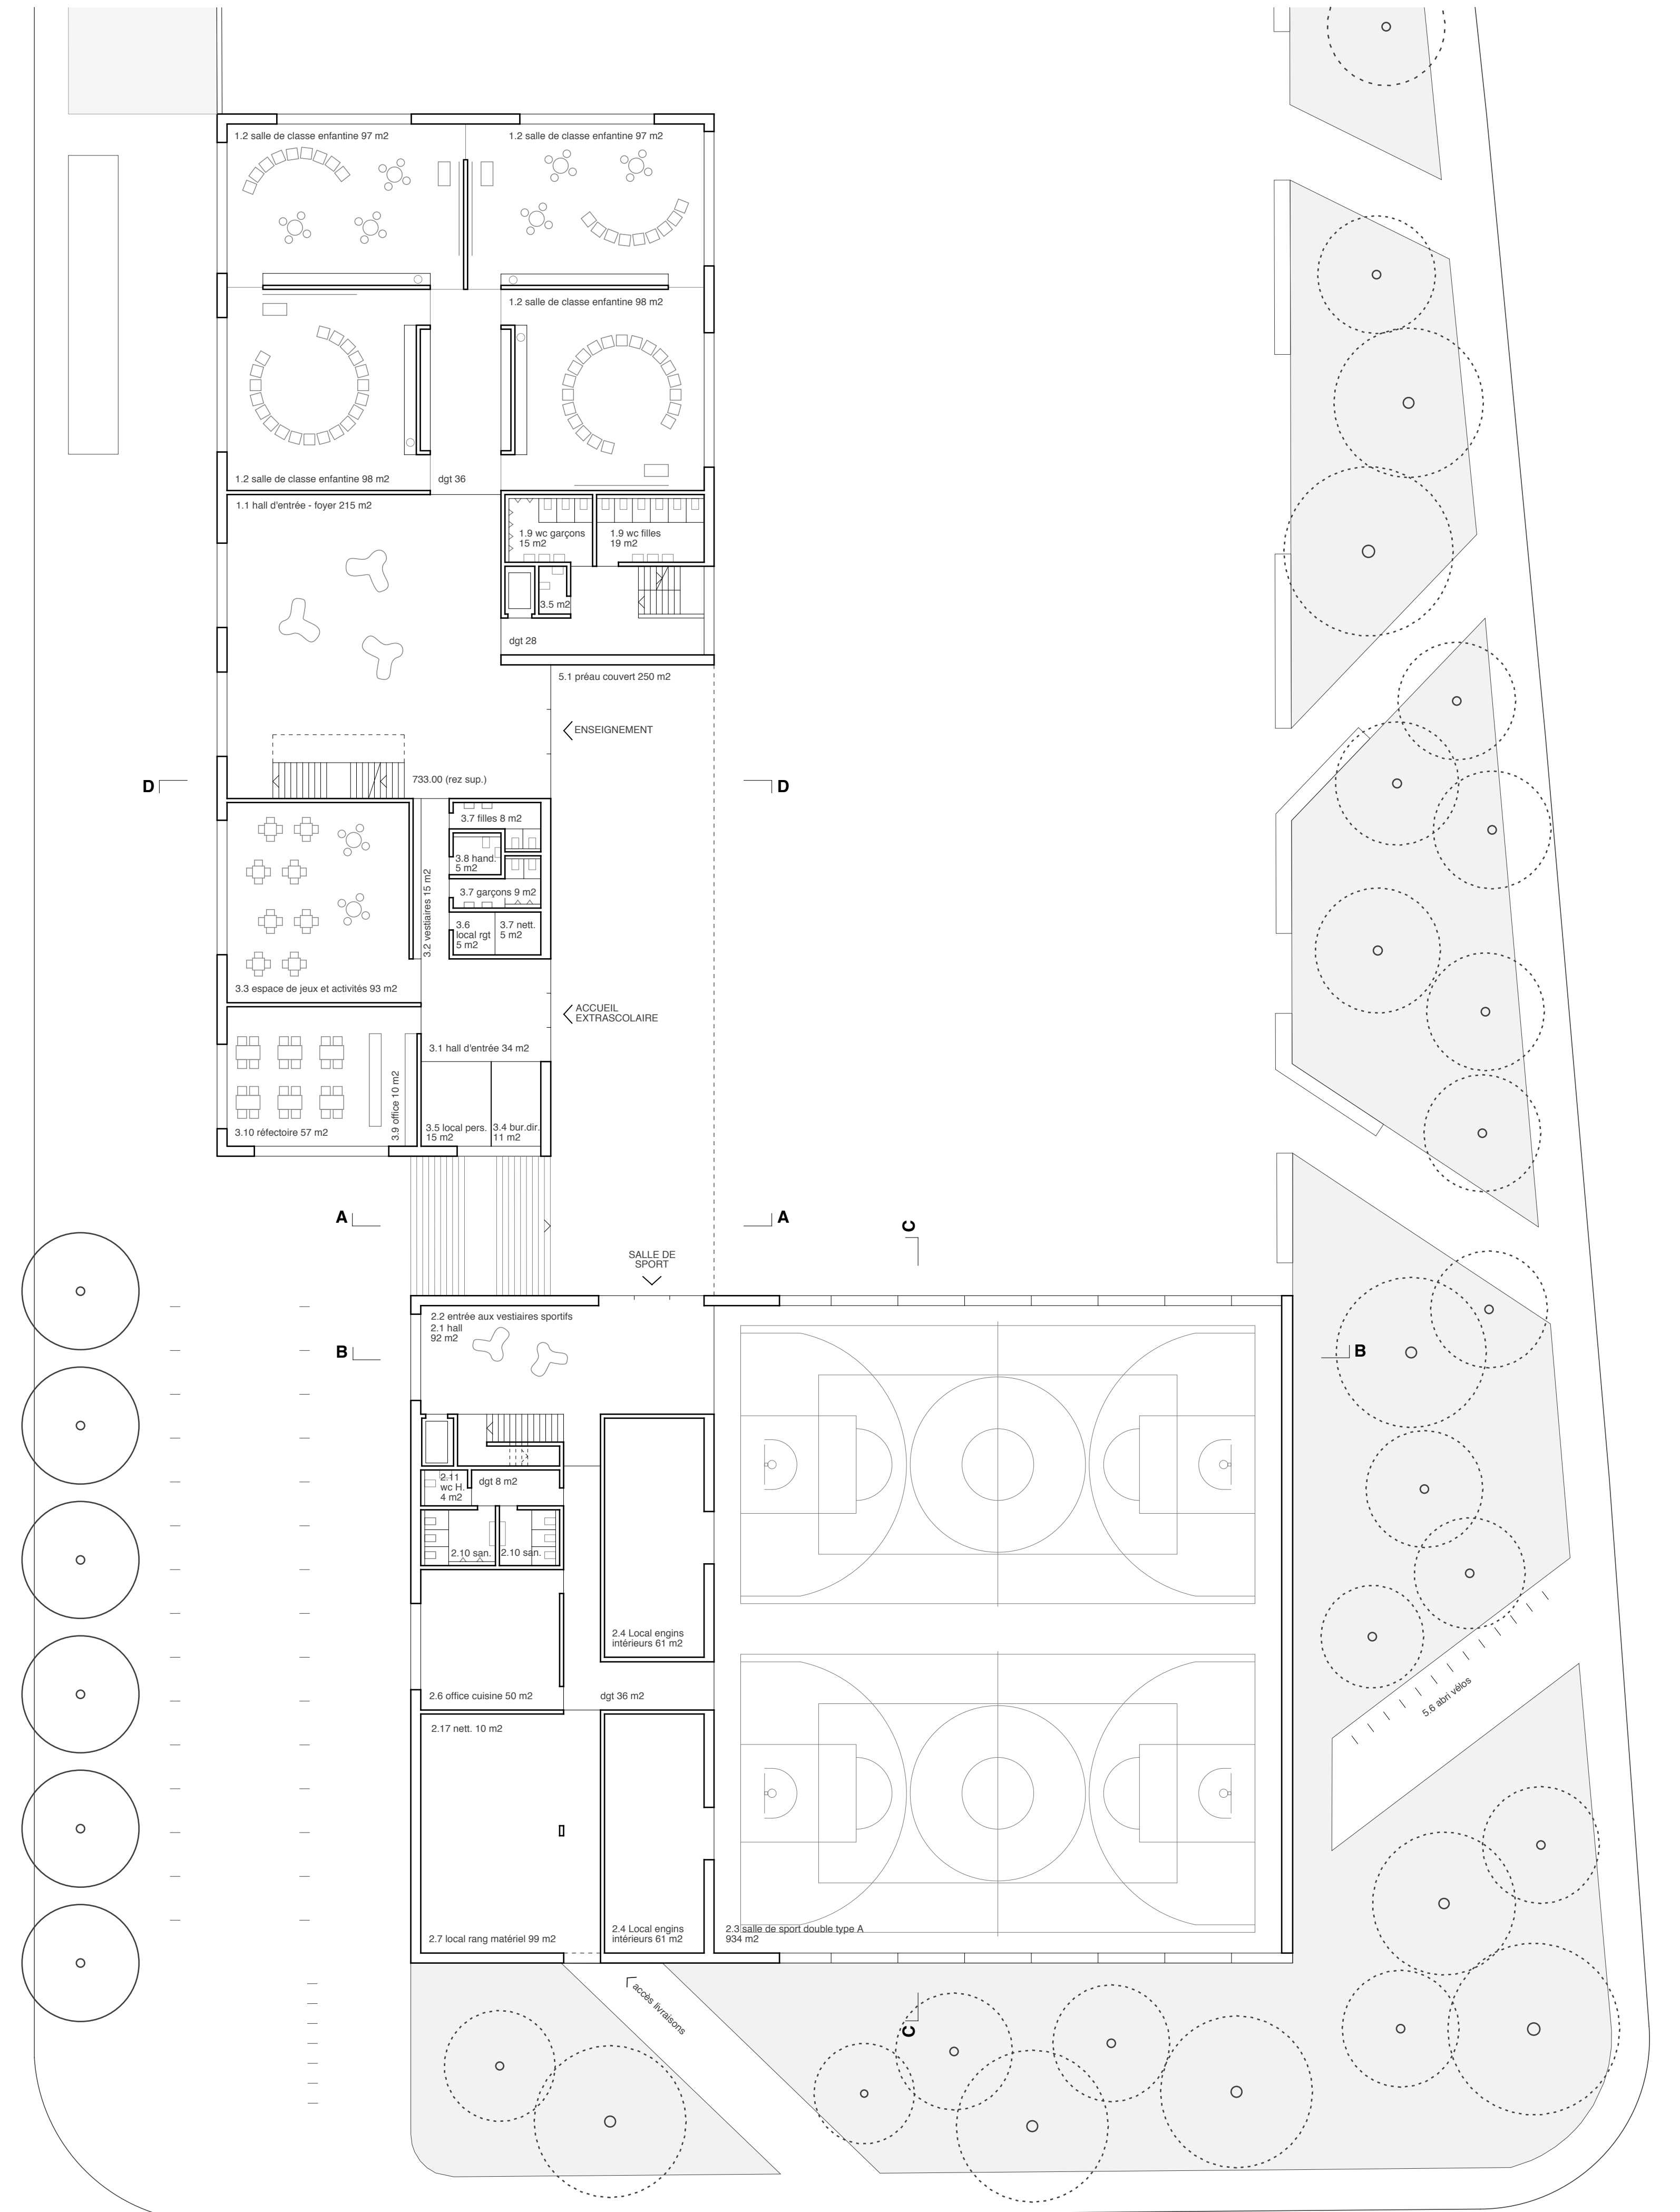 1.2 salle de classe enfantine 97 m2
1.2 salle de classe enfantine 97 m2
1.2 salle de classe enfantine 98 m2
1.2 salle de classe enfantine 98 m2
dgt 36
1.1 hall d'entrée - foyer 215 m2
1.9 wc garçons
15 m2
1.9 wc filles
19 m2
3.5 m2
dgt 28
5.1 préau couvert 250 m2
ENSEIGNEMENT
733.00 (rez sup.)
D
D
3.7 filles 8 m2
3.8 hand.
5 m2
3.7 garçons 9 m2
3.2 vestiaires 15 m2
3.6
local rgt
5 m2
3.7 nett.
5 m2
3.3 espace de jeux et activités 93 m2
ACCUEIL
EXTRASCOLAIRE
3.1 hall d'entrée 34 m2
3.9 office 10 m2
3.10 réfectoire 57 m2
3.5 local pers.
15 m2
3.4 bur.dir.
11 m2
A
A
C
SALLE DE
SPORT
2.2 entrée aux vestiaires sportifs
2.1 hall
92 m2
B
B
2.11
wc H.
4 m2
dgt 8 m2
2.10 san.
2.10 san.
2.4 Local engins
intérieurs 61 m2
2.6 office cuisine 50 m2
dgt 36 m2
5.6 abri vélos
2.17 nett. 10 m2
2.7 local rang matériel 99 m2
2.4 Local engins
intérieurs 61 m2
2.3 salle de sport double type A
934 m2
accès livraisons
C